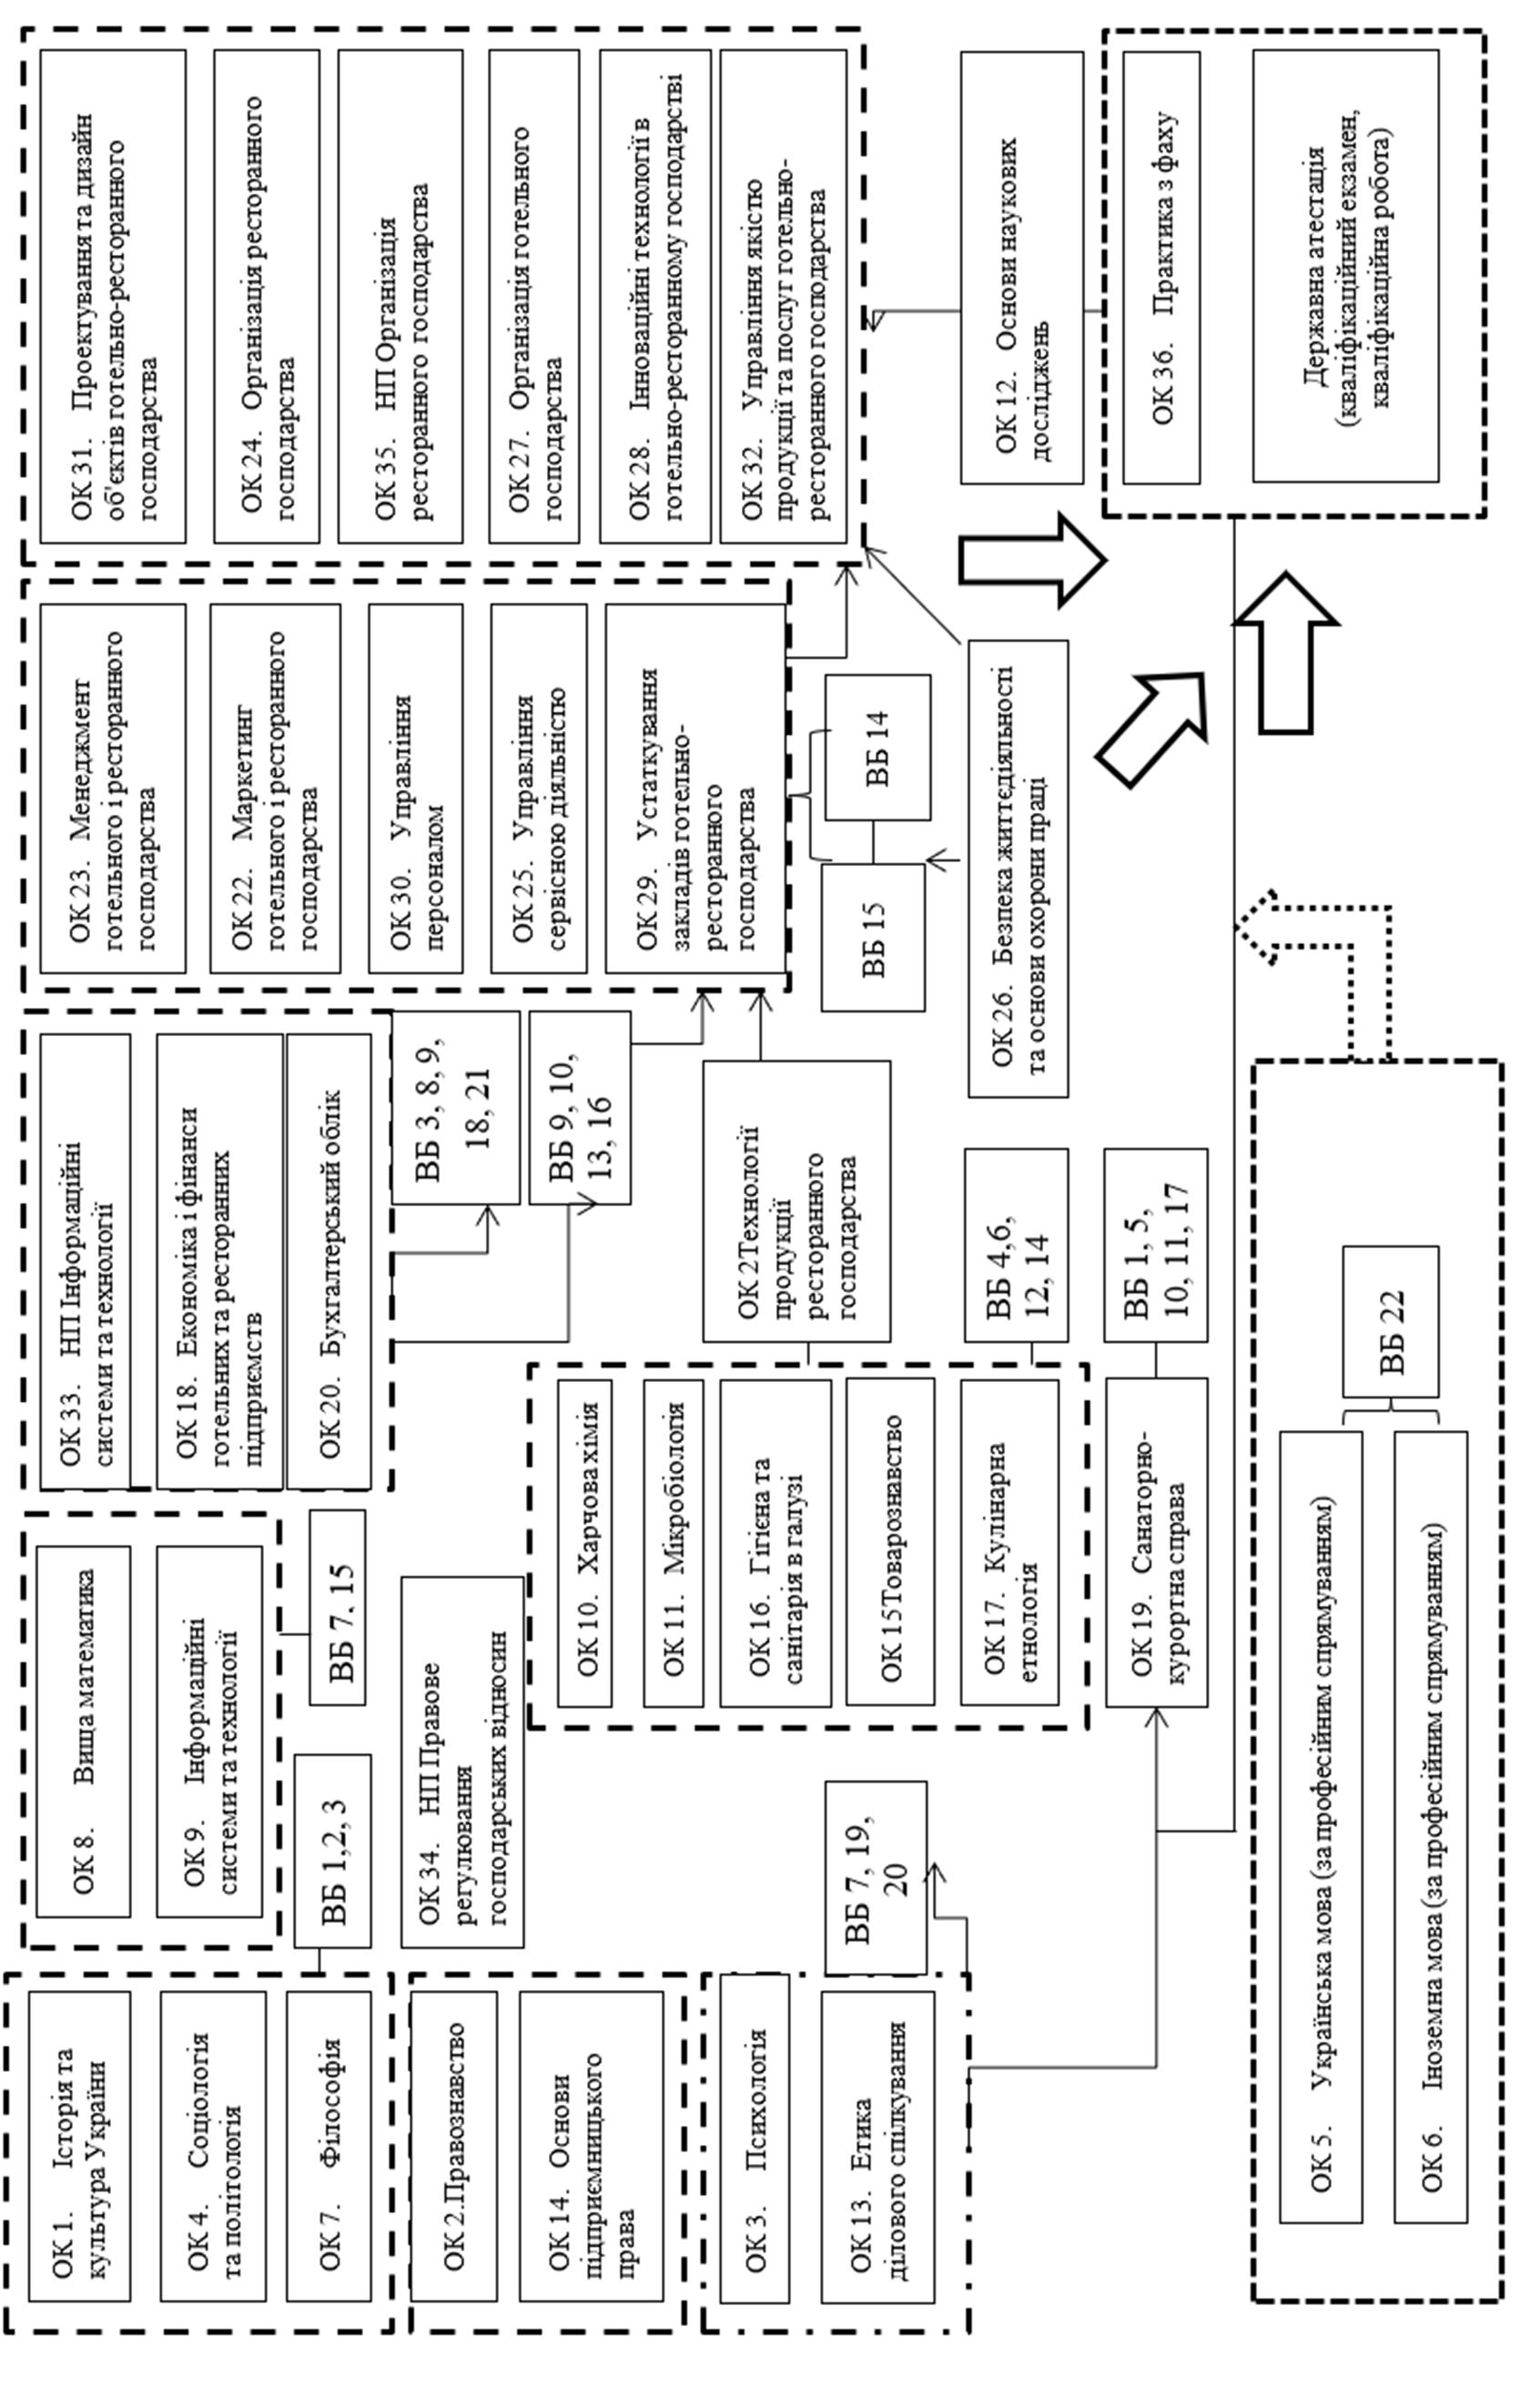 ОК 1. Історія та
культура України
ОК 4. Соціологія
та політологія
ОК 7. Філософія
ОК 2.Правознавство
ОК 14. Основи
підприємницького
права
ОК 3. Психологія
ОК 13. Етика
ділового спілкування
ОК 8. Вища математика
ОК 9. Інформаційні
системи та технології
ВБ 1,2, 3
ВБ 7, 15
ОК 34. НП Правове
регулювання
господарських відносин
ВБ 7, 19,
20
ОК 33. НП Інформаційні
системи та технології
ОК 18. Економіка і фінанси
готельних та ресторанних
підприємств
ОК 20. Бухгалтерський облік
ВБ 3, 8, 9,
18, 21
ВБ 9, 10,
13, 16
ОК 10. Харчова хімія
ОК 11. Мікробіологія
ОК 16. Гігієна та
санітарія в галузі
ОК 15Товарознавство
ОК 17. Кулінарна
етнологія
ОК 19. Санаторно-
курортна справа
ОК 2Технології
продукції
ресторанного
господарства
ВБ 4,6,
12, 14
ВБ 1, 5,
10, 11, 17
ОК 23. Менеджмент
готельного і ресторанного
господарства
ОК 22. Маркетинг
готельного і ресторанного
господарства
ОК 30. Управління
персоналом
ОК 25. Управління
сервісною діяльністю
ОК 29. Устаткування
закладів готельно-
ресторанного
господарства
ВБ 15
ВБ 14
ОК 26. Безпека життєдіяльності
та основи охорони праці
ОК 31. Проектування та дизайн
об'єктів готельно-ресторанного
господарства
ОК 24. Організація ресторанного
господарства
ОК 35. НП Організація
ресторанного господарства
ОК 27. Організація готельного
господарства
ОК 28. Інноваційні технології в
готельно-ресторанному господарстві
ОК 32. Управління якістю
продукції та послуг готельно-
ресторанного господарства
ОК 12. Основи наукових
досліджень
ОК 36. Практика з фаху
Державна атестація
(кваліфікаційний екзамен,
кваліфікаційна робота)
ОК 5. Українська мова (за професійним спрямуванням)
ОК 6. Іноземна мова (за професійним спрямуванням)
ВБ 22